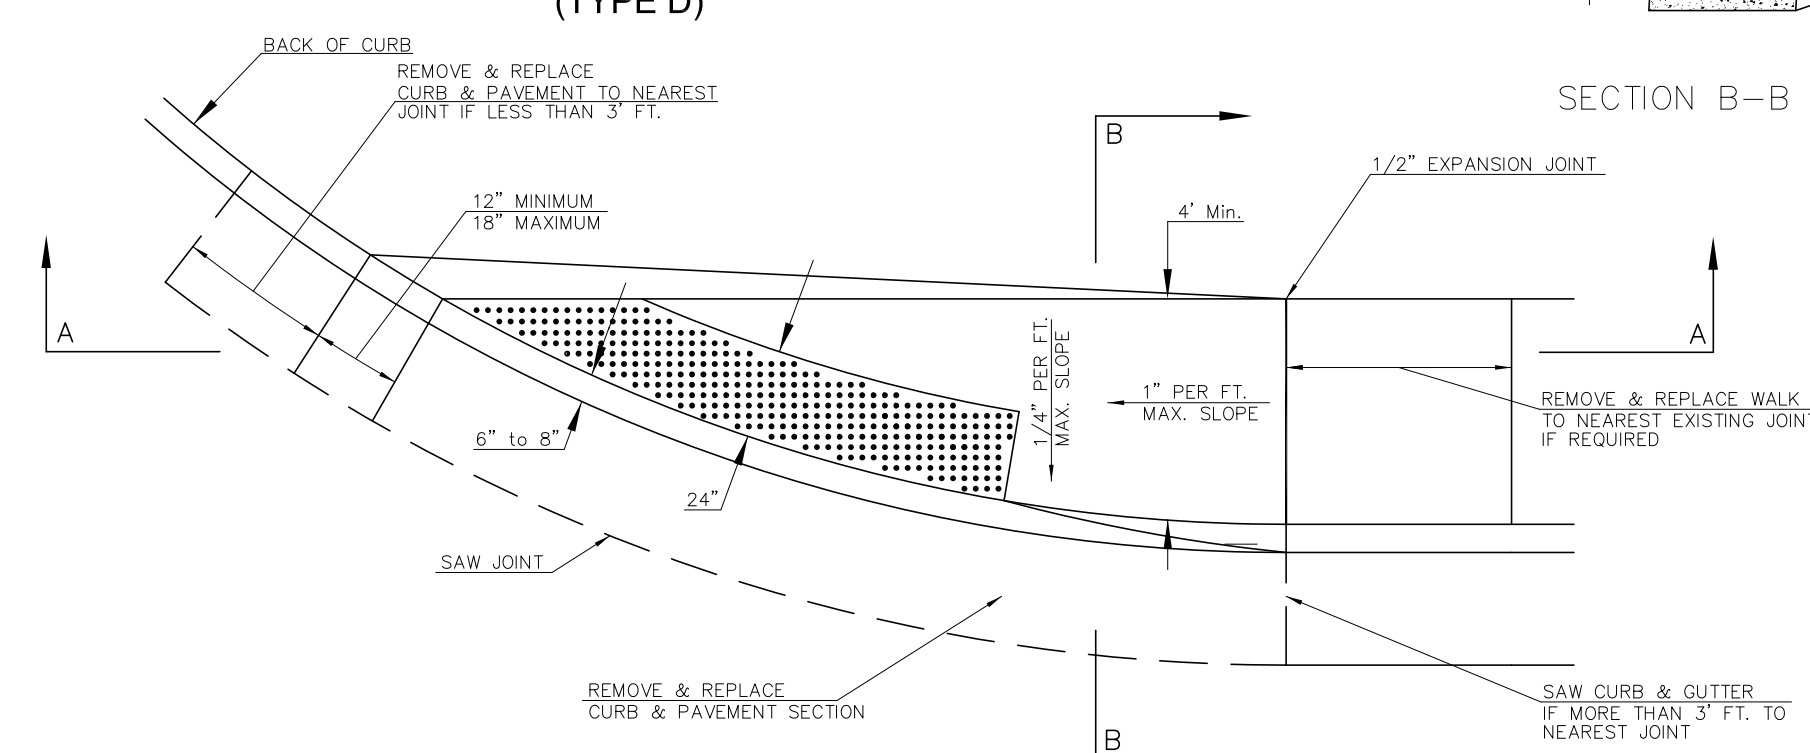 (TYPE D)
BACK OF CURB
REMOVE & REPLACE
CURB & PAVEMENT TO NEAREST
JOINT IF LESS THAN 3' FT.
SECTION B-B
B
1/2" EXPANSION JOINT
12" MINIMUM
18" MAXIMUM
4' Min.
A
A
1/4" PER FT.
MAX. SLOPE
1" PER FT.
MAX. SLOPE
REMOVE & REPLACE WALK
TO NEAREST EXISTING JOINT
IF REQUIRED
6" to 8"
24"
SAW JOINT
REMOVE & REPLACE
CURB & PAVEMENT SECTION
SAW CURB & GUTTER
IF MORE THAN 3' FT. TO
NEAREST JOINT
B